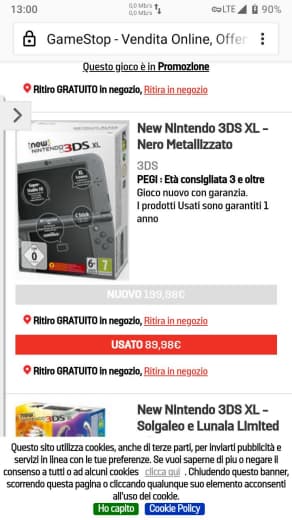 13:00
0,0 Mb/s
0,0 Mb/s
LTE
90%
GameStop - Vendita Online, Offer
Questo gioco è in Promozione
Ritiro GRATUITO in negozio, Ritira in negozio
New NIntendo 3DS XL –
Nero Metallizzato
3DS
PEGI : Età consigliata 3 e oltre
Gioco nuovo con garanzia.
I prodotti Usati sono garantiti 1
anno
new
NINTENDO 3DS XL
NUOVO 199,98€
Ritiro GRATUITO in negozio, Ritira in negozio
USATO 89,98€
Ritiro GRATUITO in negozio, Ritira in negozio
New NIntendo 3DS XL –
Solgaleo e Lunala Limited
Questo sito utilizza cookies, anche di terze parti, per inviarti pubblicità e
servizi in linea con le tue preferenze. Se vuoi saperne di piu o negare il
consenso a tutti o ad alcuni cookies clicca qui . Chiudendo questo banner,
scorrendo questa pagina o cliccando qualunque suo elemento acconsenti
all'uso dei cookie.
Ho capito
Cookie Policy